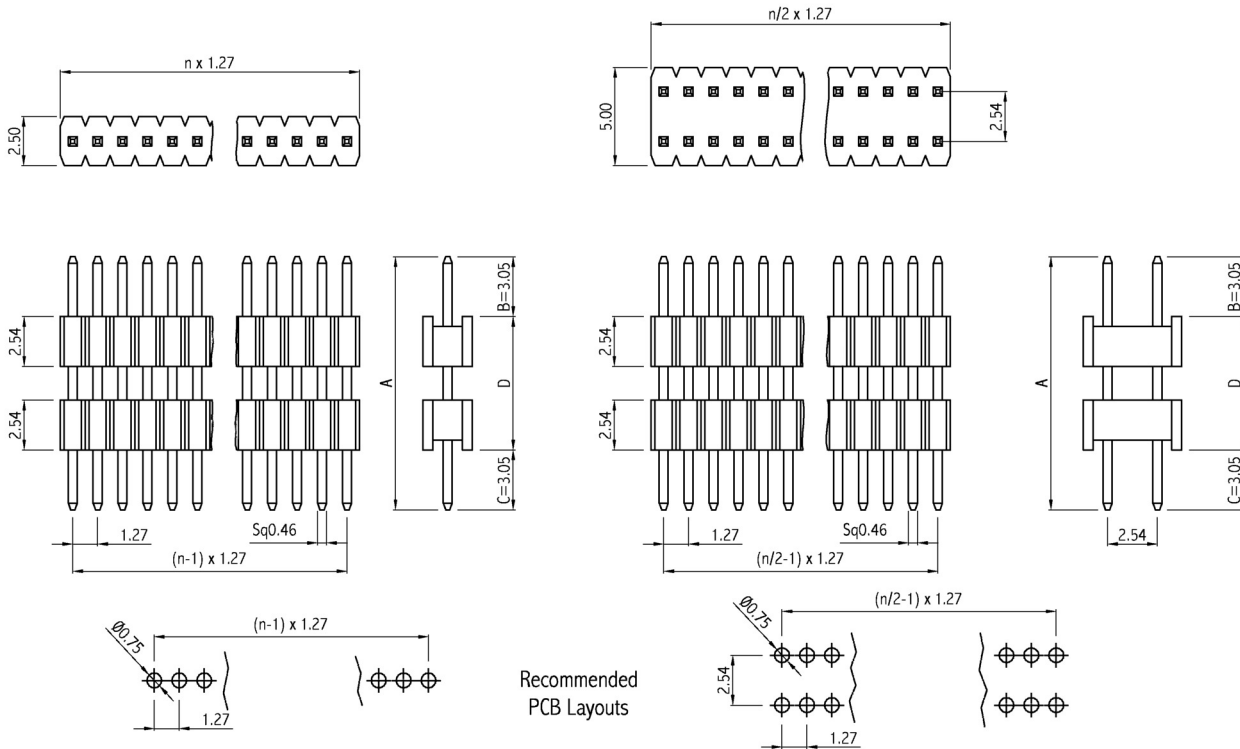 n x 1.27
2.50
n/2 x 1.27
5.00
2.54
2.54
2.54
A
B=3.05
D
C=3.05
1.27
Sq0.46
(n-1) x 1.27
2.54
2.54
A
B=3.05
D
C=3.05
1.27
Sq0.46
(n/2-1) x 1.27
2.54
Ø0.75
(n-1) x 1.27
1.27
Recommended
PCB Layouts
Ø0.75
(n/2-1) x 1.27
2.54
1.27